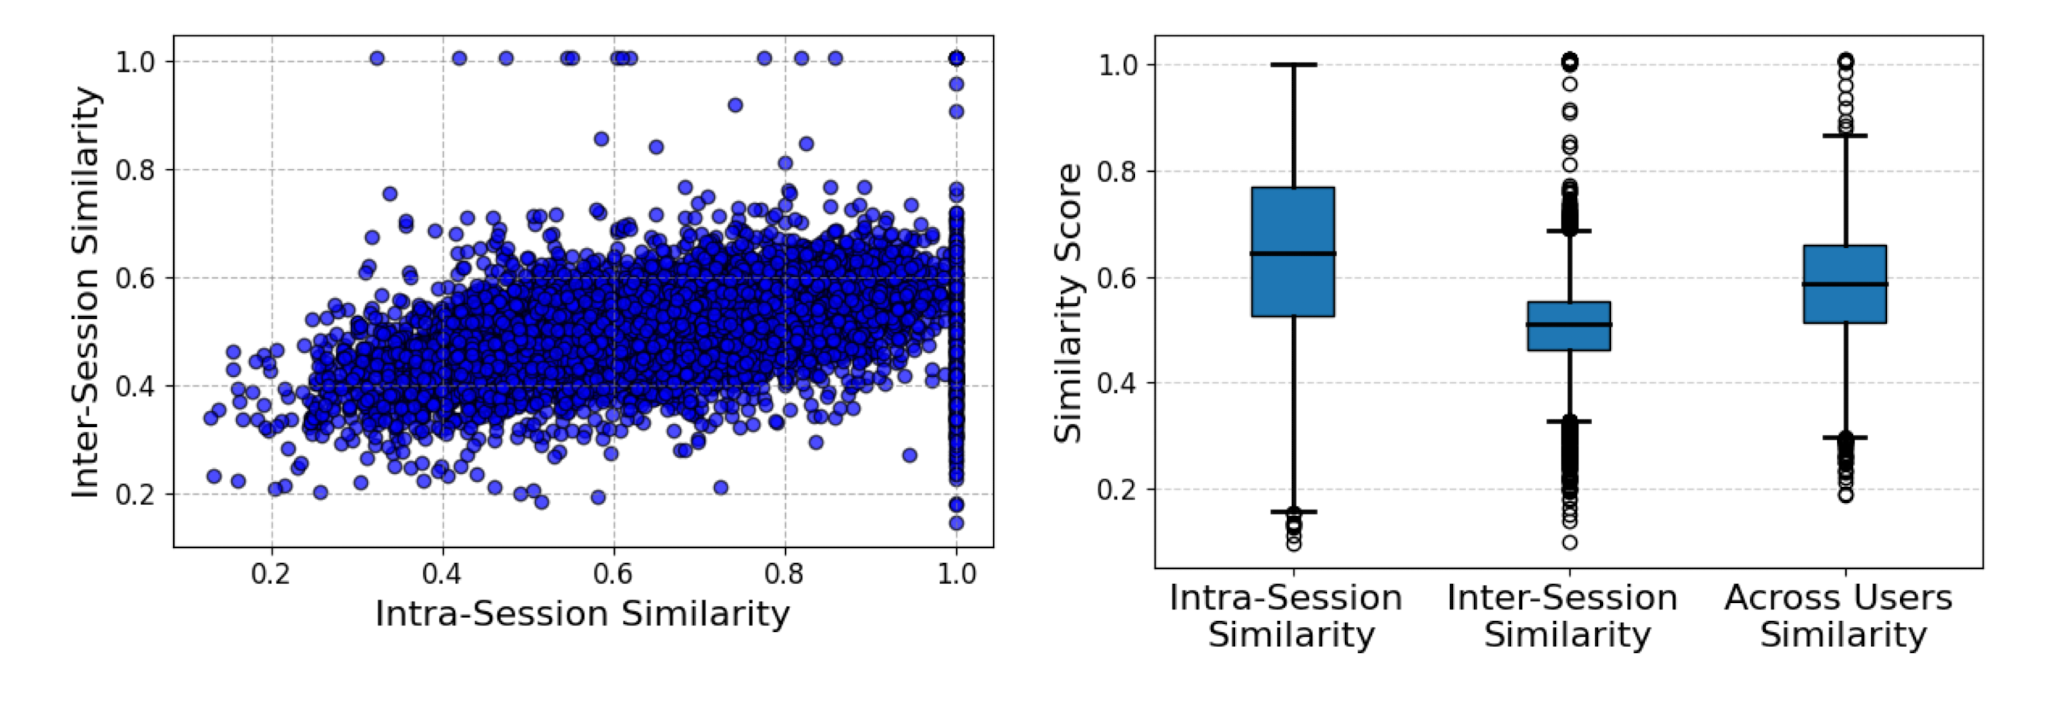 Inter-Session Similarity
1.0
0.8
0.6
0.4
0.2
0.2 0.4 0.6 0.8 1.0
Intra-Session Similarity
Similarity Score
1.0
0.8
0.6
0.4
0.2
Intra-Session
Similarity
Inter-Session
Similarity
Across Users
Similarity